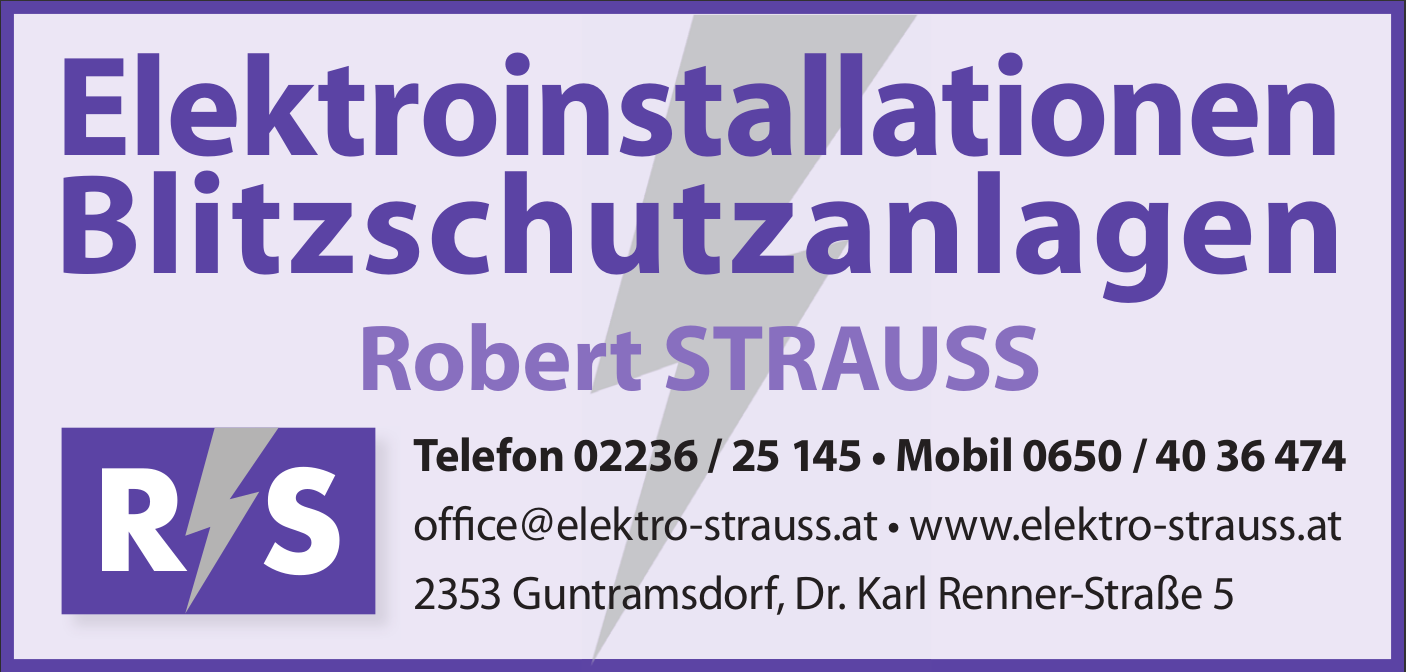 Elektroinstallationen
Blitzschutzanlagen
Robert STRAUSS
R S
Telefon 02236 / 25 145 • Mobil 0650 / 40 36 474
office@elektro-strauss.at • www.elektro-strauss.at
2353 Guntramsdorf, Dr. Karl Renner-Straße 5